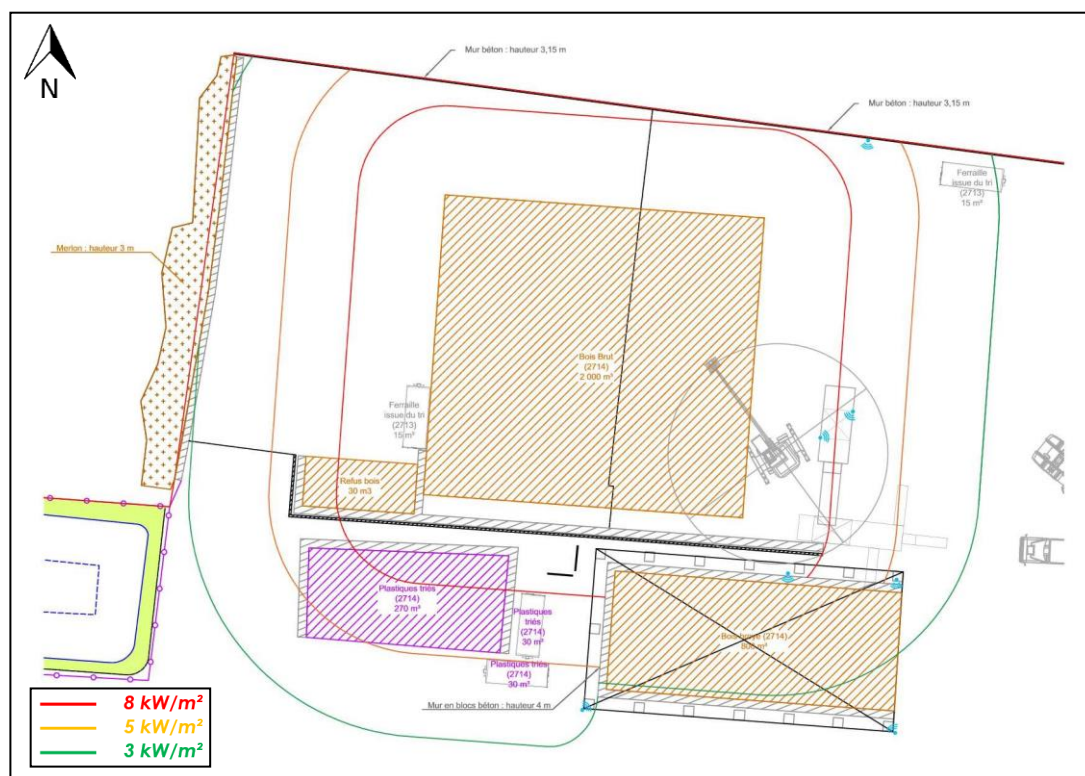 N
Mur béton : hauteur 3,15 m
Mur béton : hauteur 3,15 m
Ferraille
issue du tri
(2713)
15 m³
Merlon : hauteur 3 m
Bois Brut
(2714)
2 000 m³
Ferraille
issue du tri
(2713)
15 m³
Refus bois
30 m3
Plastiques triés
(2714)
270 m³
Plastiques
triés
(2714)
30 m³
Bois broyé (2714)
800 m³
Plastiques triés
(2714)
30 m³
Mur en blocs béton : hauteur 4 m
8 kW/m²
5 kW/m²
3 kW/m²